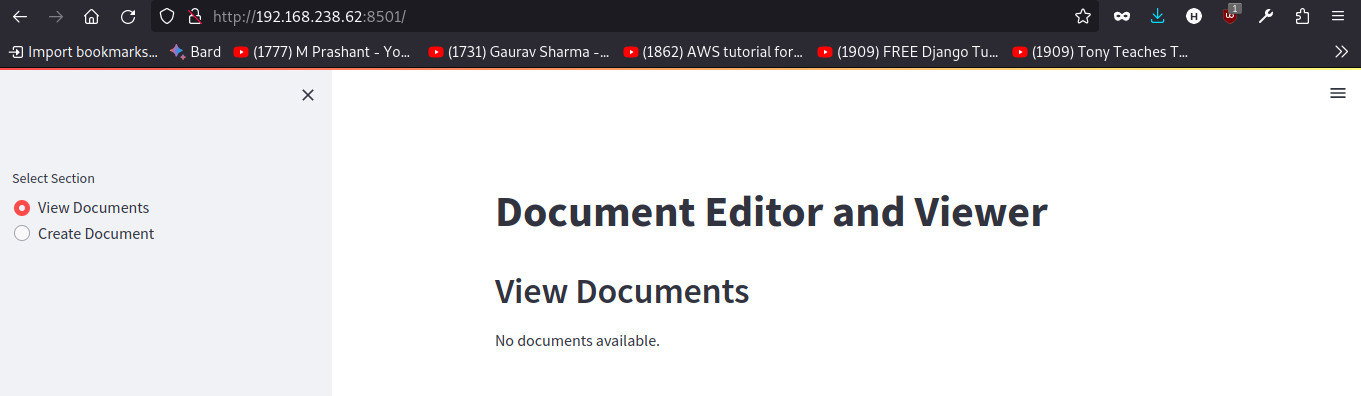 http://192.168.238.62:8501/
1
Import bookmarks... Bard (1777) M Prashant - Yo... (1731) Gaurav Sharma -... (1862) AWS tutorial for... (1909) FREE Django Tu... (1909) Tony Teaches T...
Select Section
View Documents
Create Document
Document Editor and Viewer
View Documents
No documents available.